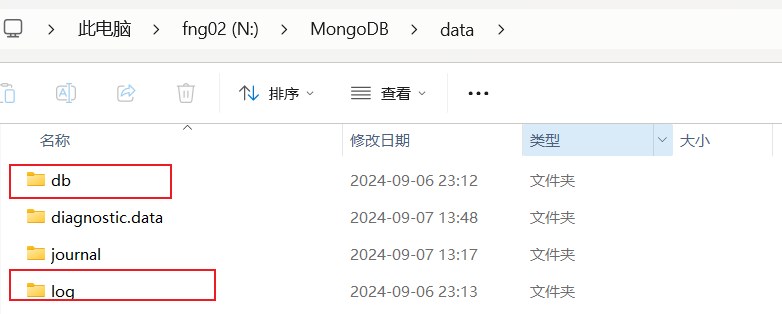 此电脑 > fng02 (N:) > MongoDB > data >
排序 查看 •••
名称 修改日期 类型 大小
db 2024-09-06 23:12 文件夹
diagnostic.data 2024-09-07 13:48 文件夹
journal 2024-09-07 13:17 文件夹
log 2024-09-06 23:13 文件夹